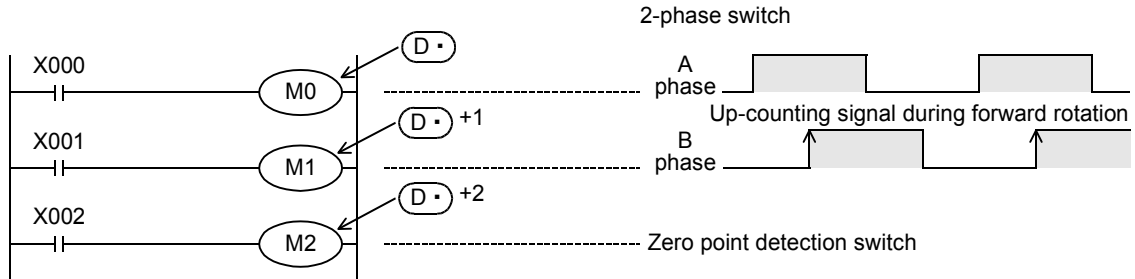 2-phase switch
X000
M0
D·
A
phase
Up-counting signal during forward rotation
X001
M1
D· +1
B
phase
X002
M2
D· +2
Zero point detection switch